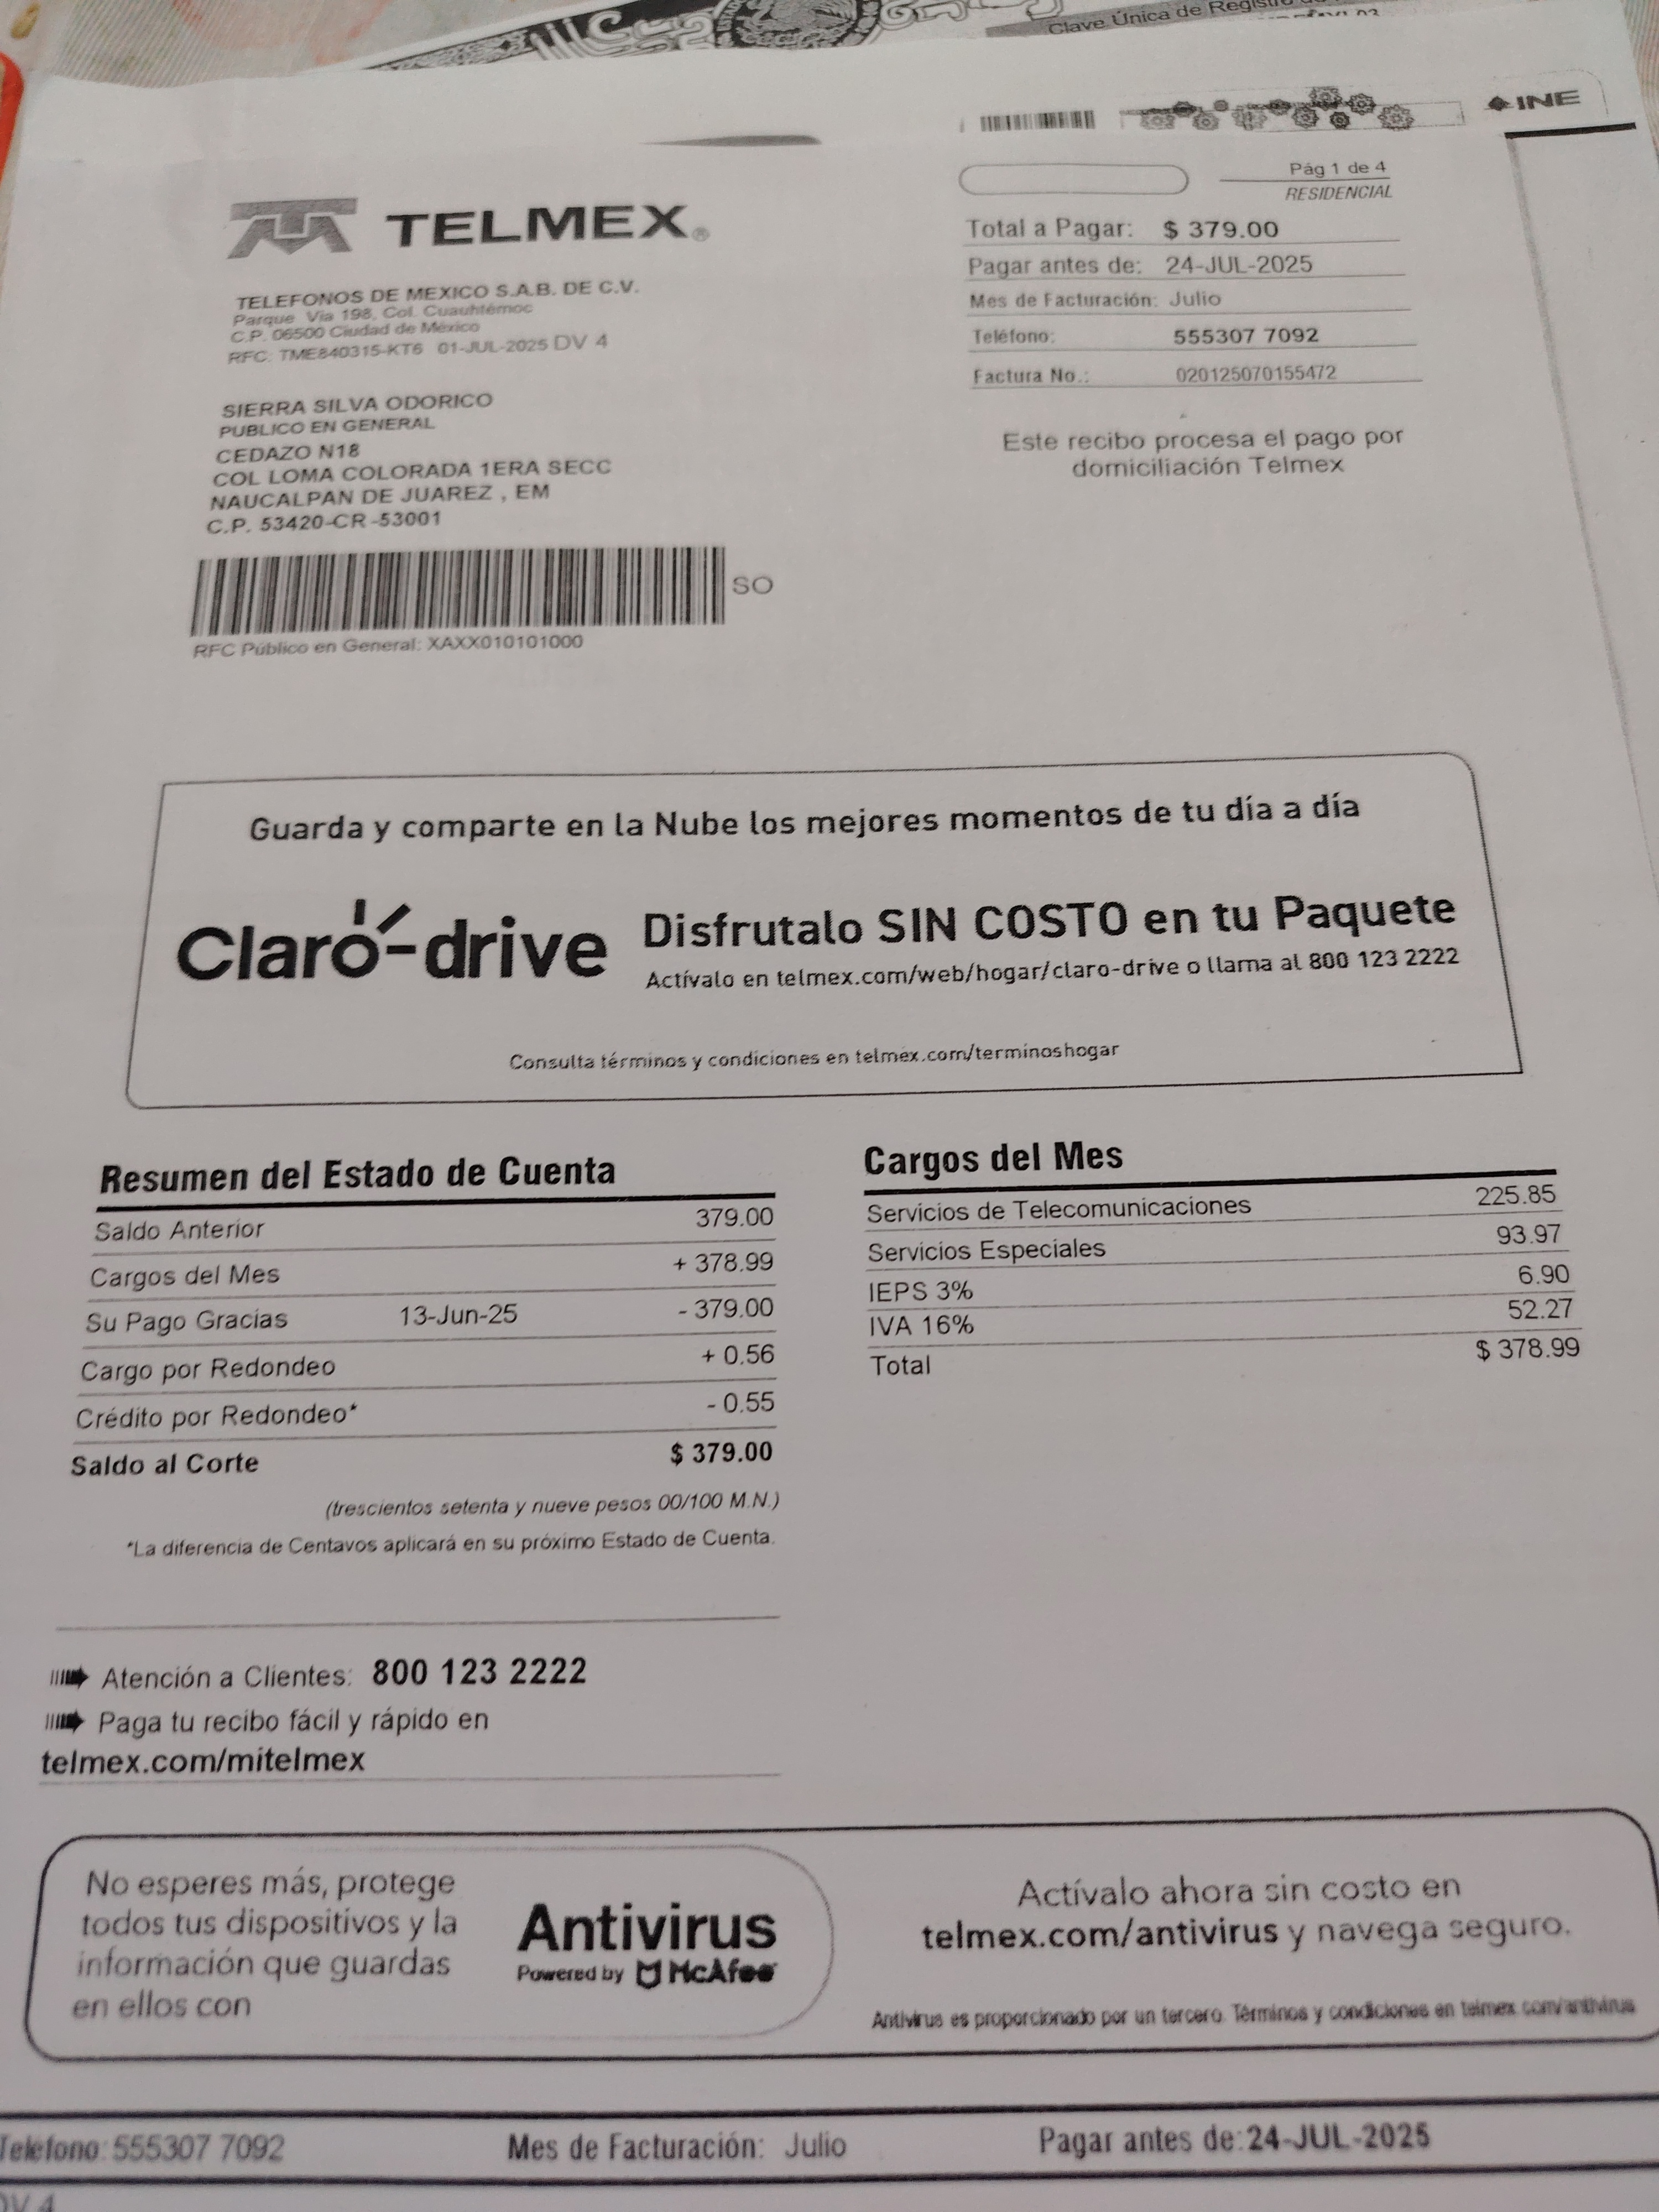 Clave Única de Registro
INE
Pág 1 de 4
RESIDENCIAL
TELMEX®
TELEFONOS DE MEXICO S.A.B. DE C.V.
Parque Via 198, Col. Cuauhtémoc
C.P. 06500 Ciudad de México
RFC: TME840315-KT6 01-JUL-2025 DV 4
Total a Pagar: $ 379.00
Pagar antes de: 24-JUL-2025
Mes de Facturación: Julio
Teléfono: 555307 7092
Factura No.: 020125070155472
SIERRA SILVA ODORICO
PUBLICO EN GENERAL
CEDAZO N18
COL LOMA COLORADA 1ERA SECC
NAUCALPAN DE JUAREZ , EM
C.P. 53420-CR -53001
Este recibo procesa el pago por
domiciliación Telmex
SO
RFC Público en General: XAXX010101000
Guarda y comparte en la Nube los mejores momentos de tu día a día
Claro-drive
Disfrutalo SIN COSTO en tu Paquete
Actívalo en telmex.com/web/hogar/claro-drive o llama al 800 123 2222
Consulta términos y condiciones en telmex.com/terminoshogar
Resumen del Estado de Cuenta
Saldo Anterior 379.00
Cargos del Mes + 378.99
Su Pago Gracias 13-Jun-25 - 379.00
Cargo por Redondeo + 0.56
Crédito por Redondeo* - 0.55
Saldo al Corte $ 379.00
(trescientos setenta y nueve pesos 00/100 M.N.)
*La diferencia de Centavos aplicará en su próximo Estado de Cuenta.
Cargos del Mes
Servicios de Telecomunicaciones 225.85
Servicios Especiales 93.97
IEPS 3% 6.90
IVA 16% 52.27
Total $ 378.99
Atención a Clientes: 800 123 2222
Paga tu recibo fácil y rápido en
telmex.com/mitelmex
No esperes más, protege
todos tus dispositivos y la
información que guardas
en ellos con
Antivirus
Powered by McAfee
Actívalo ahora sin costo en
telmex.com/antivirus y navega seguro.
Antivirus es proporcionado por un tercero. Términos y condiciones en telmex.com/antivirus
Teléfono: 555307 7092 Mes de Facturación: Julio Pagar antes de: 24-JUL-2025
DV 4